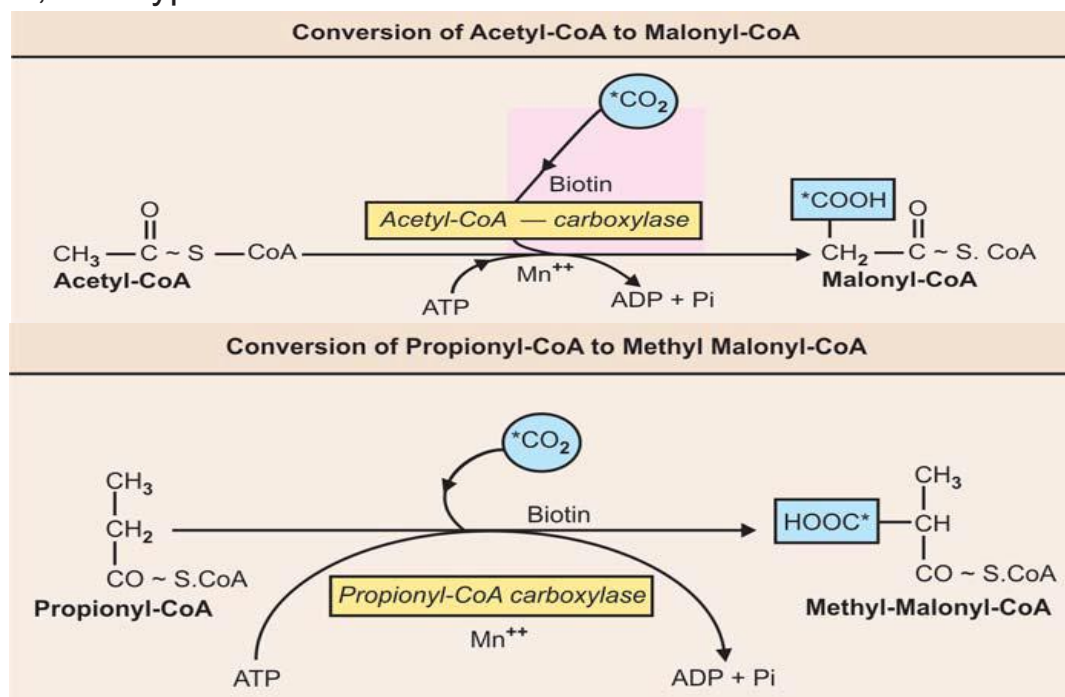 Conversion of Acetyl-CoA to Malonyl-CoA
*CO₂
Biotin
Acetyl-CoA — carboxylase
O
CH₃ — C ~ S — CoA
Acetyl-CoA
Mn⁺⁺
ATP
ADP + Pi
*COOH
O
CH₂ — C ~ S. CoA
Malonyl-CoA
Conversion of Propionyl-CoA to Methyl Malonyl-CoA
*CO₂
CH₃
CH₂
CO ~ S.CoA
Propionyl-CoA
Biotin
Propionyl-CoA carboxylase
Mn⁺⁺
ATP
ADP + Pi
CH₃
HOOC* — CH
CO ~ S.CoA
Methyl-Malonyl-CoA